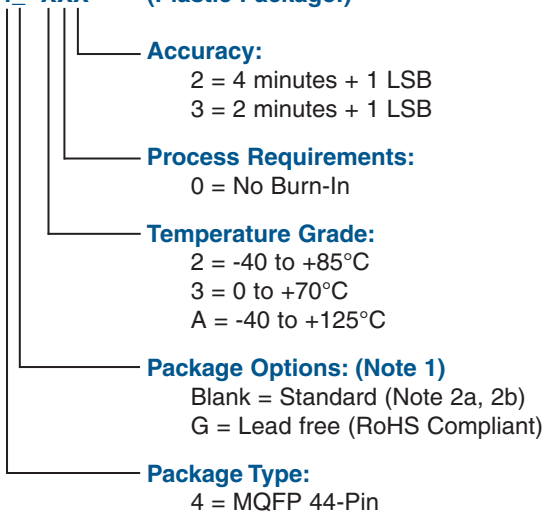 Accuracy:
2 = 4 minutes + 1 LSB
3 = 2 minutes + 1 LSB
Process Requirements:
0 = No Burn-In
Temperature Grade:
2 = -40 to +85°C
3 = 0 to +70°C
A = -40 to +125°C
Package Options: (Note 1)
Blank = Standard (Note 2a, 2b)
G = Lead free (RoHS Compliant)
Package Type:
4 = MQFP 44-Pin